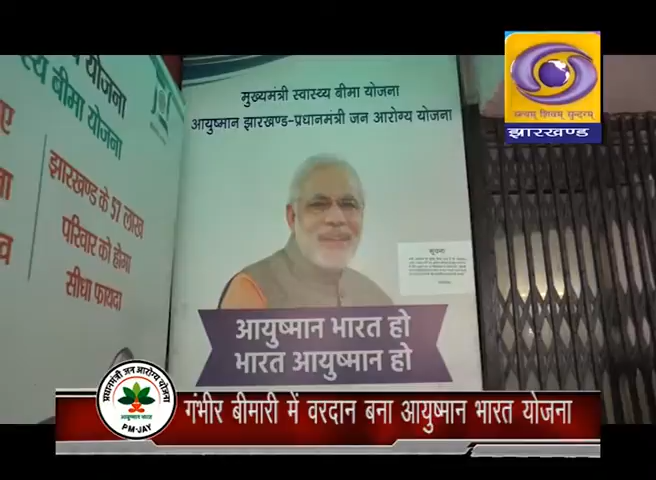 योजना
स्वास्थ्य बीमा योजना
झारखण्ड के 57 लाख
परिवार को होगा
सीधा फायदा
मुख्यमंत्री स्वास्थ्य बीमा योजना
आयुष्मान झारखण्ड-प्रधानमंत्री जन आरोग्य योजना
सूचना
आयुष्मान भारत हो
भारत आयुष्मान हो
सत्यम् शिवम् सुन्दरम्
झारखण्ड
प्रधानमंत्री जन आरोग्य योजना
आयुष्मान भारत
PM-JAY
गंभीर बीमारी में वरदान बना आयुष्मान भारत योजना